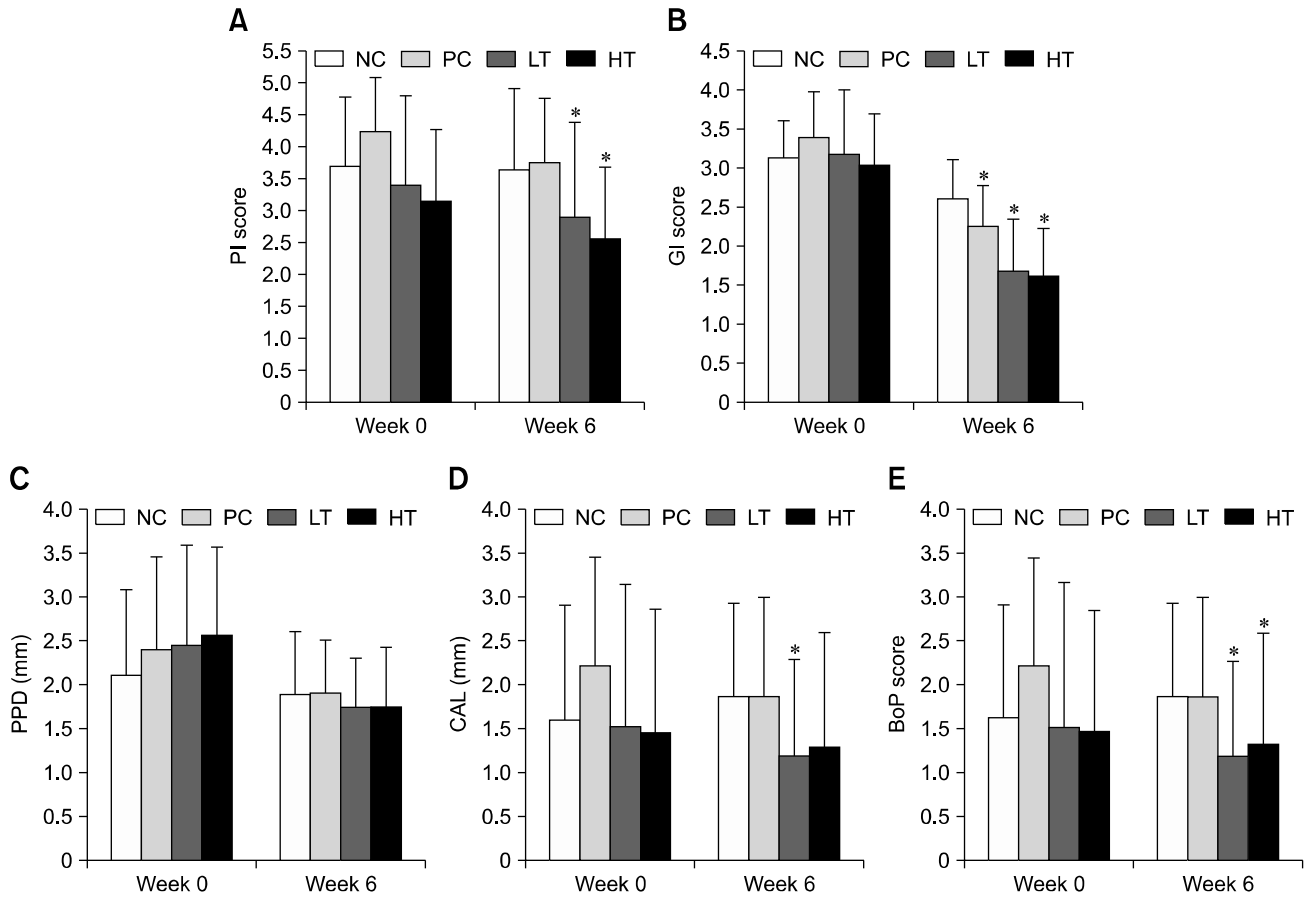 A
5.5
NC PC LT HT
5.0
4.5
4.0
3.5
3.0
2.5
2.0
1.5
1.0
0.5
0
PI score
* *
Week 0 Week 6
B
4.5
NC PC LT HT
4.0
3.5
3.0
2.5
2.0
1.5
1.0
0.5
0
GI score
* * *
Week 0 Week 6
C
4.0
NC PC LT HT
3.5
3.0
2.5
2.0
1.5
1.0
0.5
0
PPD (mm)
Week 0 Week 6
D
4.0
NC PC LT HT
3.5
3.0
2.5
2.0
1.5
1.0
0.5
0
CAL (mm)
*
Week 0 Week 6
E
4.0
NC PC LT HT
3.5
3.0
2.5
2.0
1.5
1.0
0.5
0
BoP score
* *
Week 0 Week 6